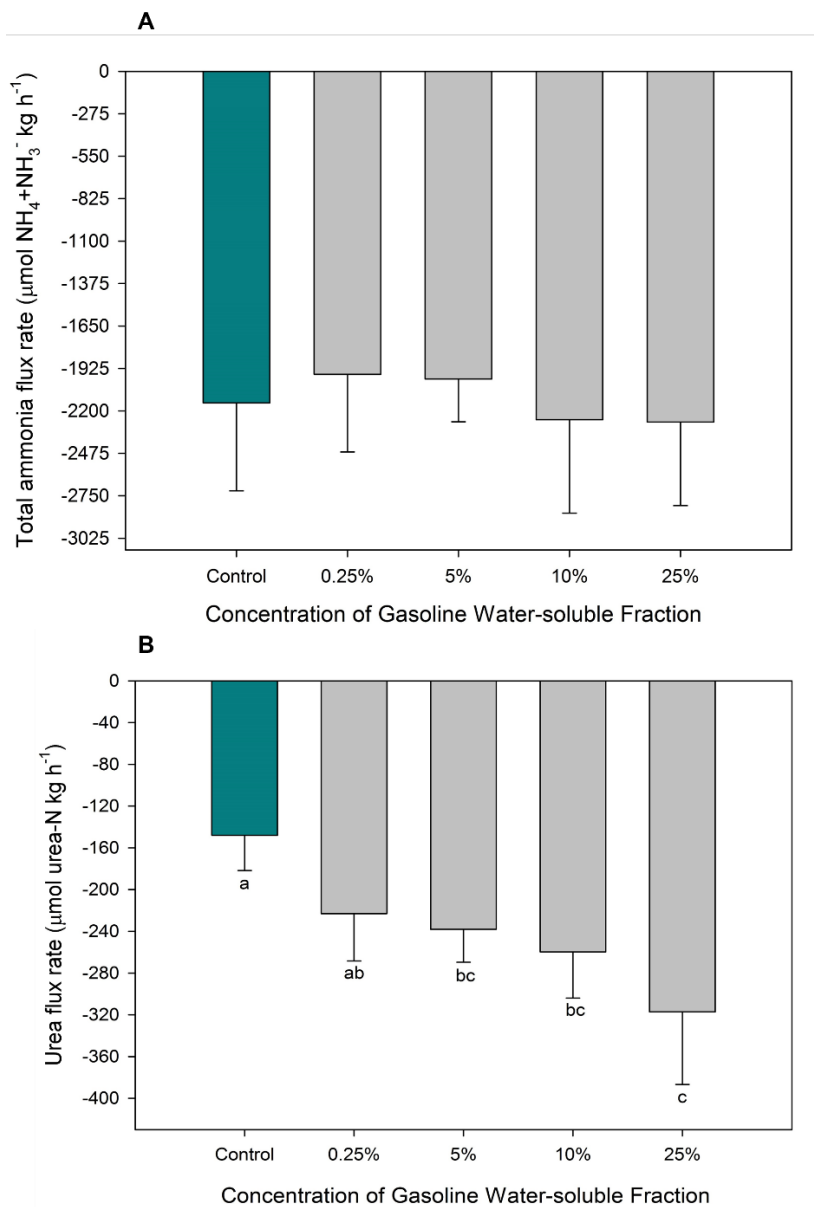 A
Total ammonia flux rate (μmol NH₄+NH₃⁻ kg h⁻¹)
0
-275
-550
-825
-1100
-1375
-1650
-1925
-2200
-2475
-2750
-3025
Control 0.25% 5% 10% 25%
Concentration of Gasoline Water-soluble Fraction
B
Urea flux rate (μmol urea-N kg h⁻¹)
0
-40
-80
-120
-160
-200
-240
-280
-320
-360
-400
a
ab
bc
bc
c
Control 0.25% 5% 10% 25%
Concentration of Gasoline Water-soluble Fraction